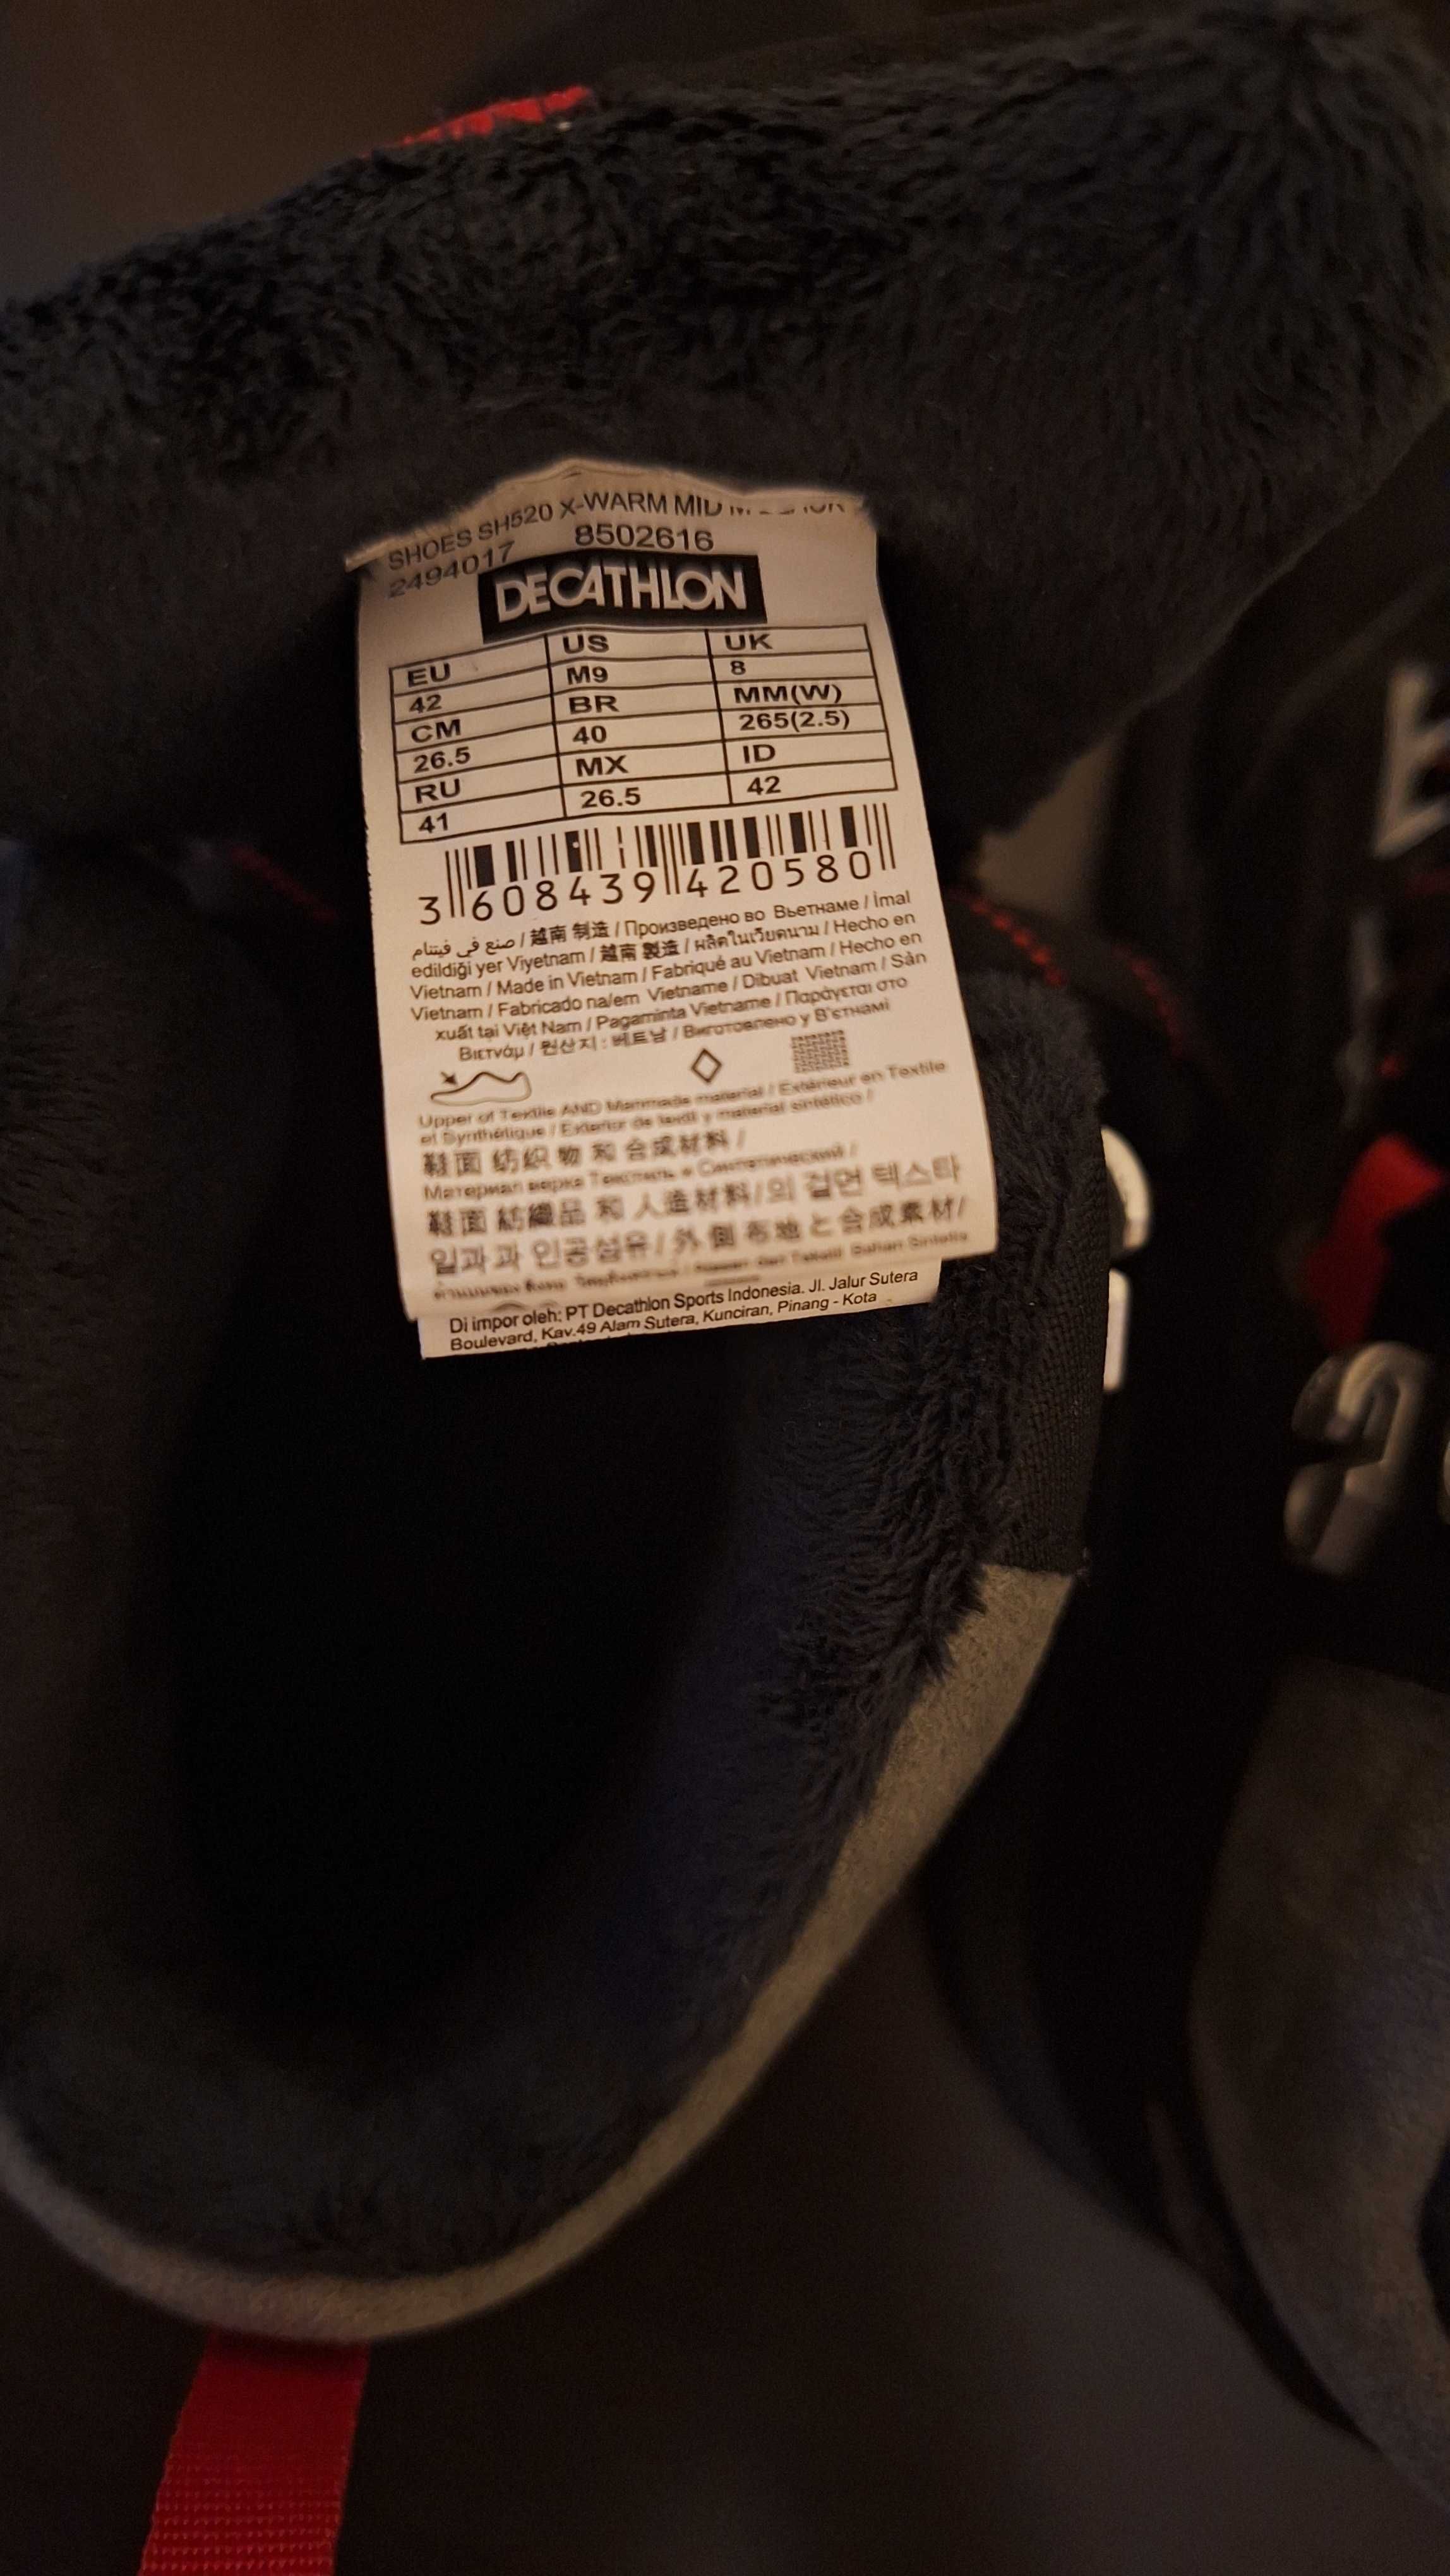 SHOES SH520 X-WARM MID
2494017 8502616
DECATHLON
EU US UK
42 M9 8
CM BR MM(W)
26.5 40 265(2.5)
RU MX ID
41 26.5 42
3 608439 420580
صنع في فيتنام / 越南 制造 / Произведено во Вьетнаме / İmal
edildiği yer Viyetnam / 越南 製造 / ผลิตในเวียดนาม / Hecho en
Vietnam / Made in Vietnam / Fabriqué au Vietnam / Hecho en
Vietnam / Fabricado na/em Vietname / Dibuat Vietnam / Sản
xuất tại Việt Nam / Pagaminta Vietname / Παράγεται στο
Βιετνάμ / 원산지 : 베트남 / Виготовлено у В'єтнамі
Upper of Textile AND Manmade material / Extérieur en Textile
et Synthétique / Exterior de textil y material sintético /
鞋面 纺织 物 和 合成材料 /
Материал верха Текстиль и Синтетический /
鞋面 紡織品 和 人造材料/의 겉면 텍스타
일과 과 인공섬유/ 外 側 布地 と合成素材/
Di impor oleh: PT Decathlon Sports Indonesia. Jl. Jalur Sutera
Boulevard, Kav.49 Alam Sutera, Kunciran, Pinang - Kota